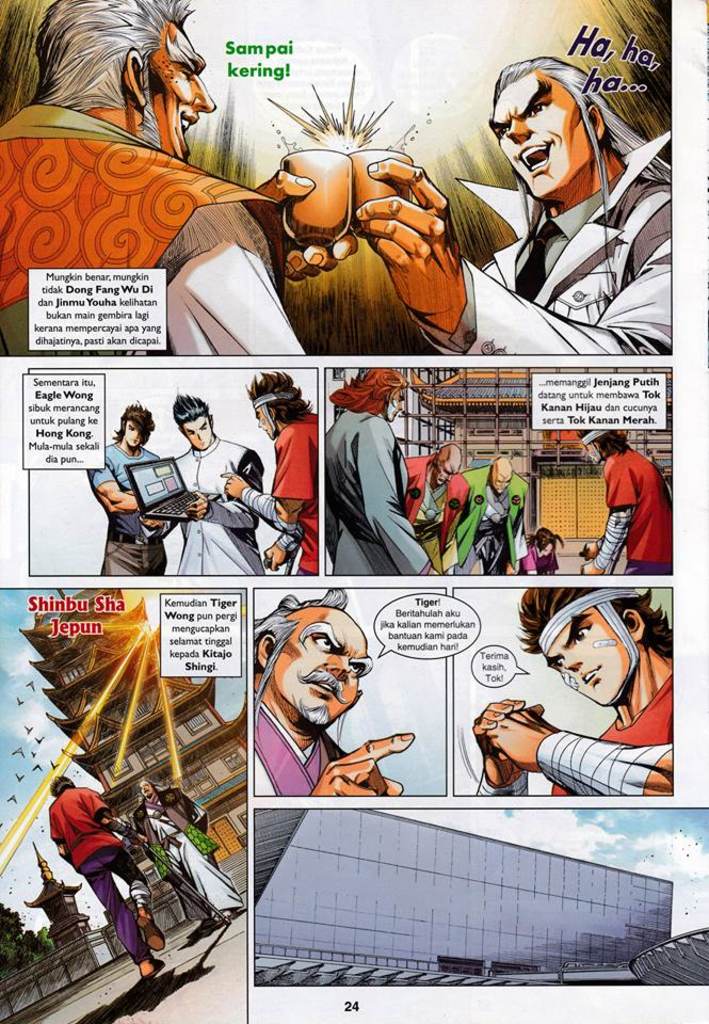 Sampai
kering!
Ha, ha,
ha...
Mungkin benar, mungkin
tidak Dong Fang Wu Di
dan Jinmu Youha kelihatan
bukan main gembira lagi
kerana mempercayai apa yang
dihajatinya, pasti akan dicapai.
Sementara itu,
Eagle Wong
sibuk merancang
untuk pulang ke
Hong Kong.
Mula-mula sekali
dia pun...
...memanggil Jenjang Putih
datang untuk membawa Tok
Kanan Hijau dan cucunya
serta Tok Kanan Merah.
Shinbu Sha
Jepun
Kemudian Tiger
Wong pun pergi
mengucapkan
selamat tinggal
kepada Kitajo
Shingi.
Tiger!
Beritahulah aku
jika kalian memerlukan
bantuan kami pada
kemudian hari!
Terima
kasih,
Tok!
24